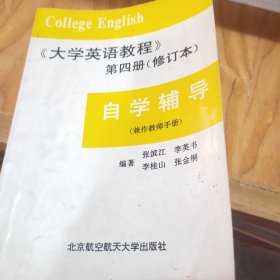 College English
《大学英语教程》
第四册(修订本)
自学辅导
(兼作教师手册)
编著 张滨江 李英书
李桂山 张金桐
北京航空航天大学出版社